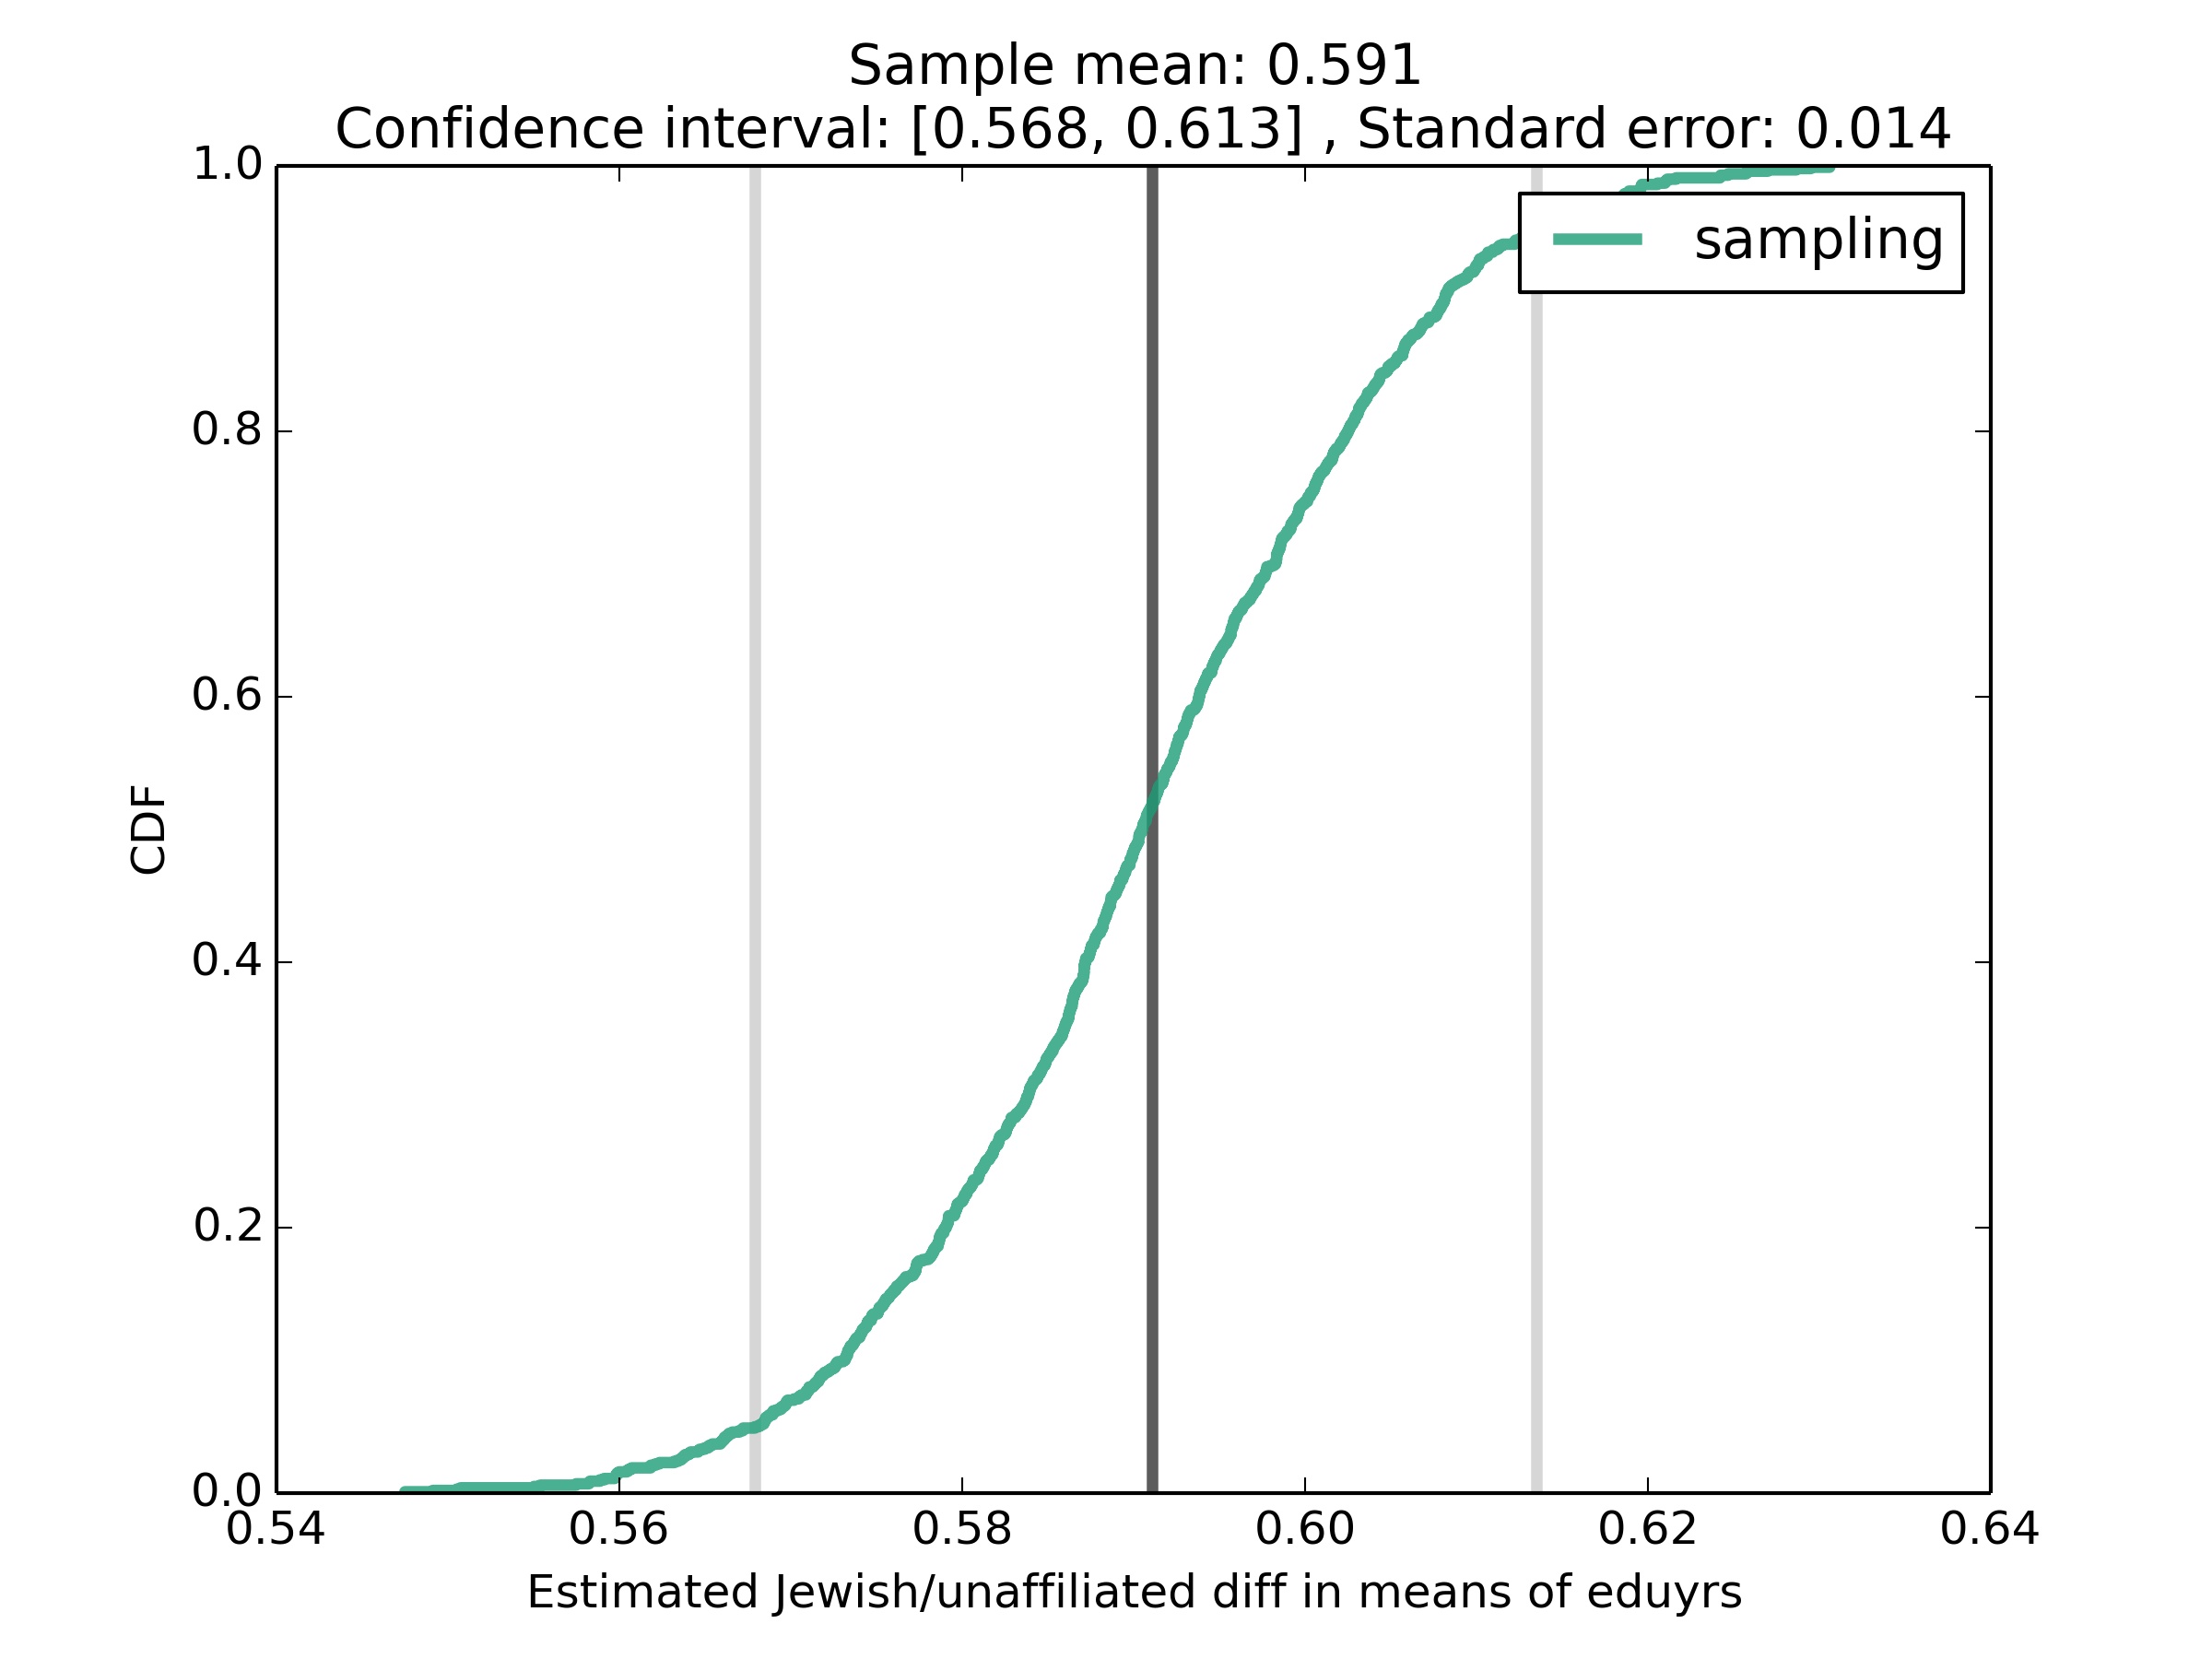 Sample mean: 0.591
Confidence interval: [0.568, 0.613] , Standard error: 0.014
1.0
0.8
0.6
0.4
0.2
0.0
CDF
sampling
0.54 0.56 0.58 0.60 0.62 0.64
Estimated Jewish/unaffiliated diff in means of eduyrs